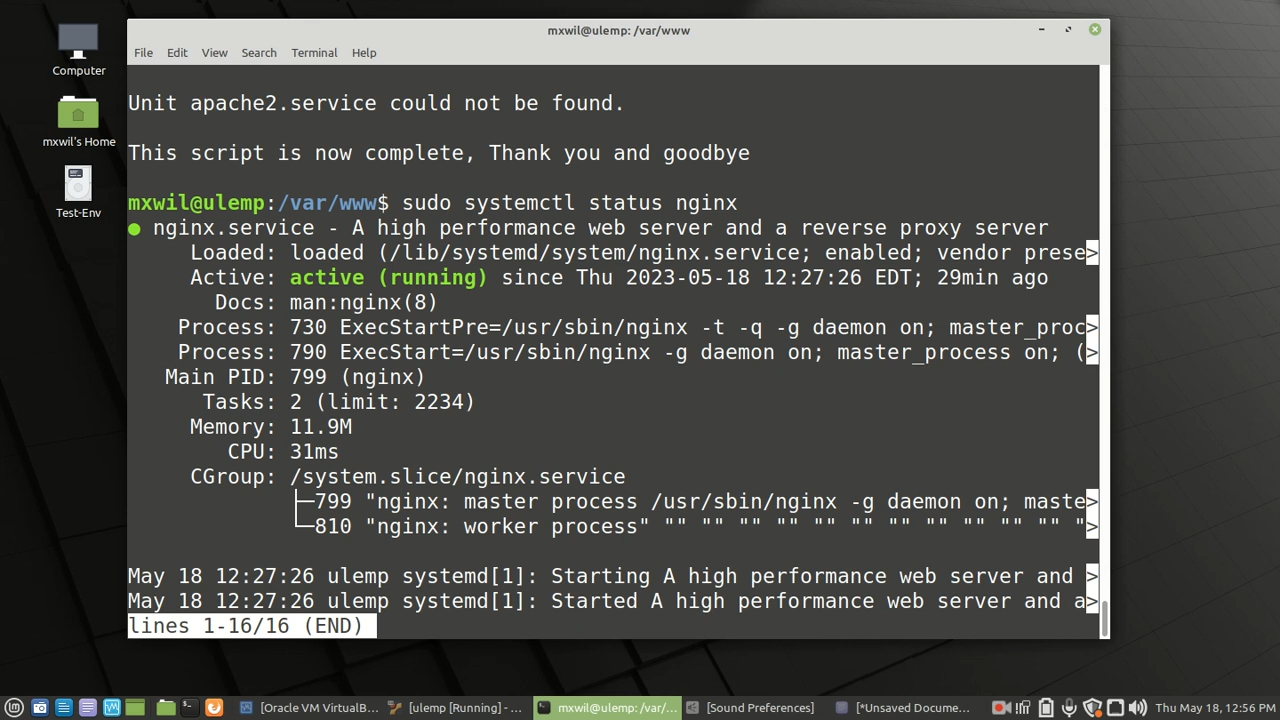 mxwil@ulemp: /var/www
File Edit View Search Terminal Help
Computer
mxwil's Home
Test-Env
Unit apache2.service could not be found.
This script is now complete, Thank you and goodbye
mxwil@ulemp:/var/www$ sudo systemctl status nginx
● nginx.service - A high performance web server and a reverse proxy server
Loaded: loaded (/lib/systemd/system/nginx.service; enabled; vendor prese>
Active: active (running) since Thu 2023-05-18 12:27:26 EDT; 29min ago
Docs: man:nginx(8)
Process: 730 ExecStartPre=/usr/sbin/nginx -t -q -g daemon on; master_proc>
Process: 790 ExecStart=/usr/sbin/nginx -g daemon on; master_process on; (>
Main PID: 799 (nginx)
Tasks: 2 (limit: 2234)
Memory: 11.9M
CPU: 31ms
CGroup: /system.slice/nginx.service
├─799 "nginx: master process /usr/sbin/nginx -g daemon on; maste>
└─810 "nginx: worker process" "" "" "" "" "" "" "" "" "" "" "" ">
May 18 12:27:26 ulemp systemd[1]: Starting A high performance web server and >
May 18 12:27:26 ulemp systemd[1]: Started A high performance web server and a>
lines 1-16/16 (END)
[Oracle VM VirtualB... [ulemp [Running] - ... mxwil@ulemp: /var/... [Sound Preferences] [*Unsaved Docume... Thu May 18, 12:56 PM